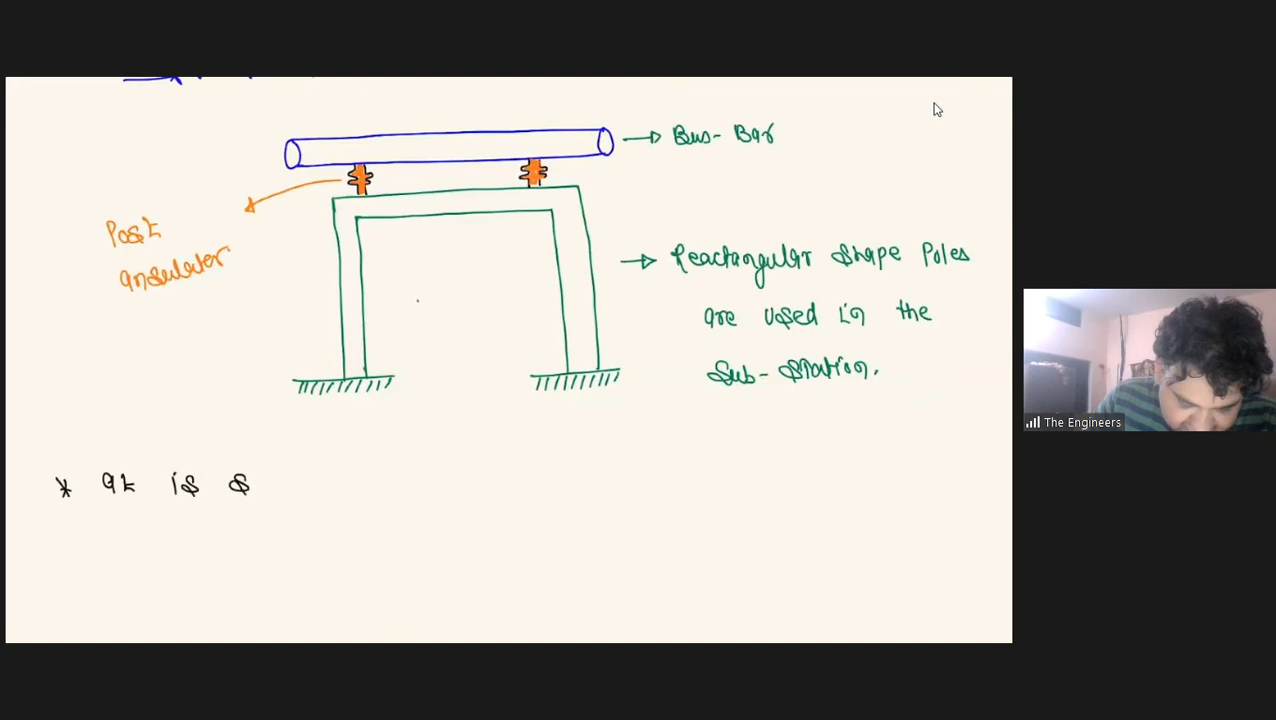 Bus-Bar
Post
insulator
Reactangular Shape Poles
are used in the
Sub-Station.
* It is S
The Engineers